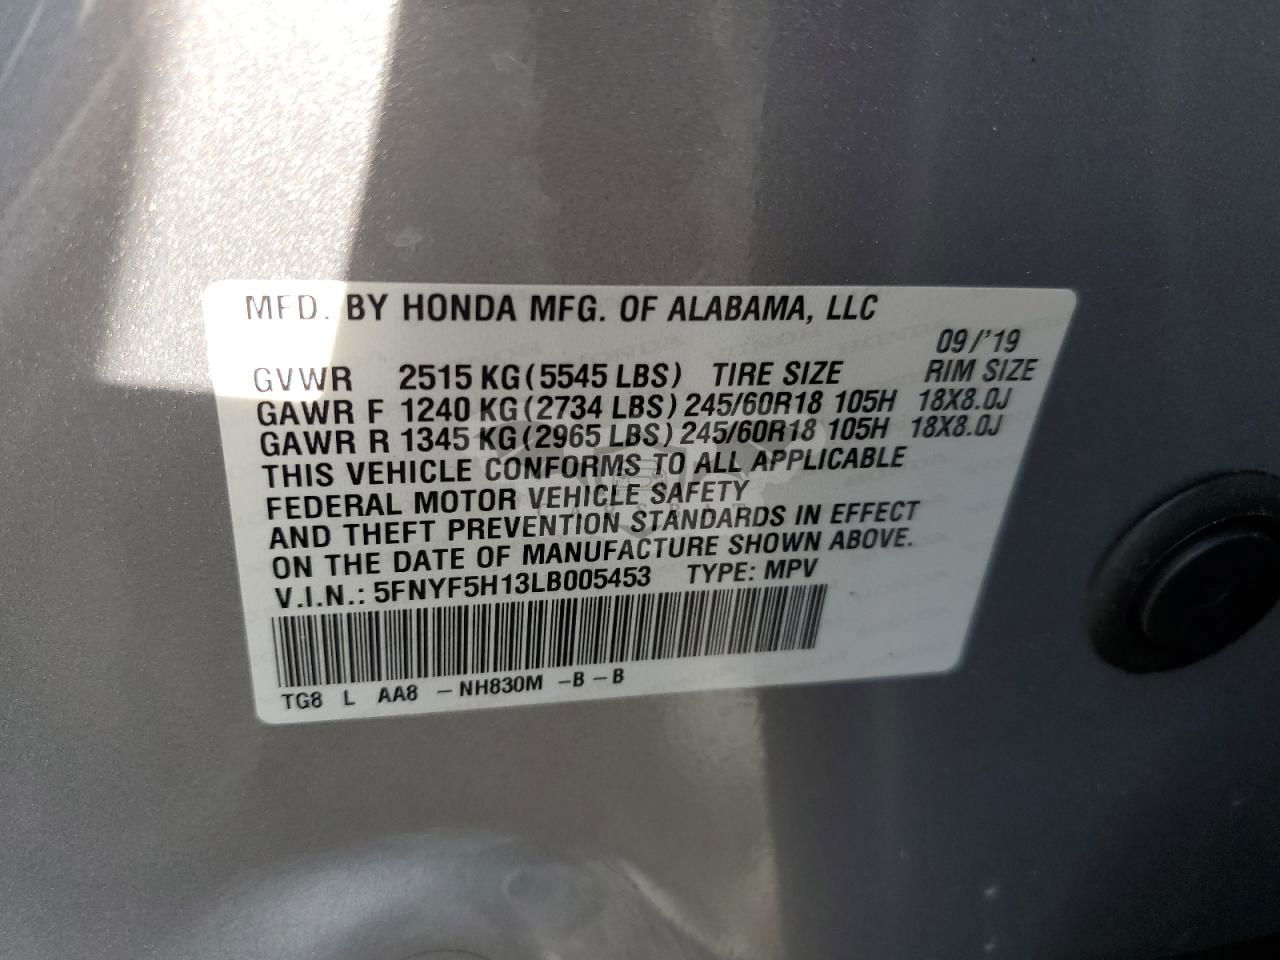 MFD. BY HONDA MFG. OF ALABAMA, LLC
09/'19
GVWR 2515 KG (5545 LBS) TIRE SIZE RIM SIZE
GAWR F 1240 KG (2734 LBS) 245/60R18 105H 18X8.0J
GAWR R 1345 KG (2965 LBS) 245/60R18 105H 18X8.0J
THIS VEHICLE CONFORMS TO ALL APPLICABLE
FEDERAL MOTOR VEHICLE SAFETY
AND THEFT PREVENTION STANDARDS IN EFFECT
ON THE DATE OF MANUFACTURE SHOWN ABOVE.
V.I.N.: 5FNYF5H13LB005453 TYPE: MPV
TG8 L AA8 - NH830M - B - B